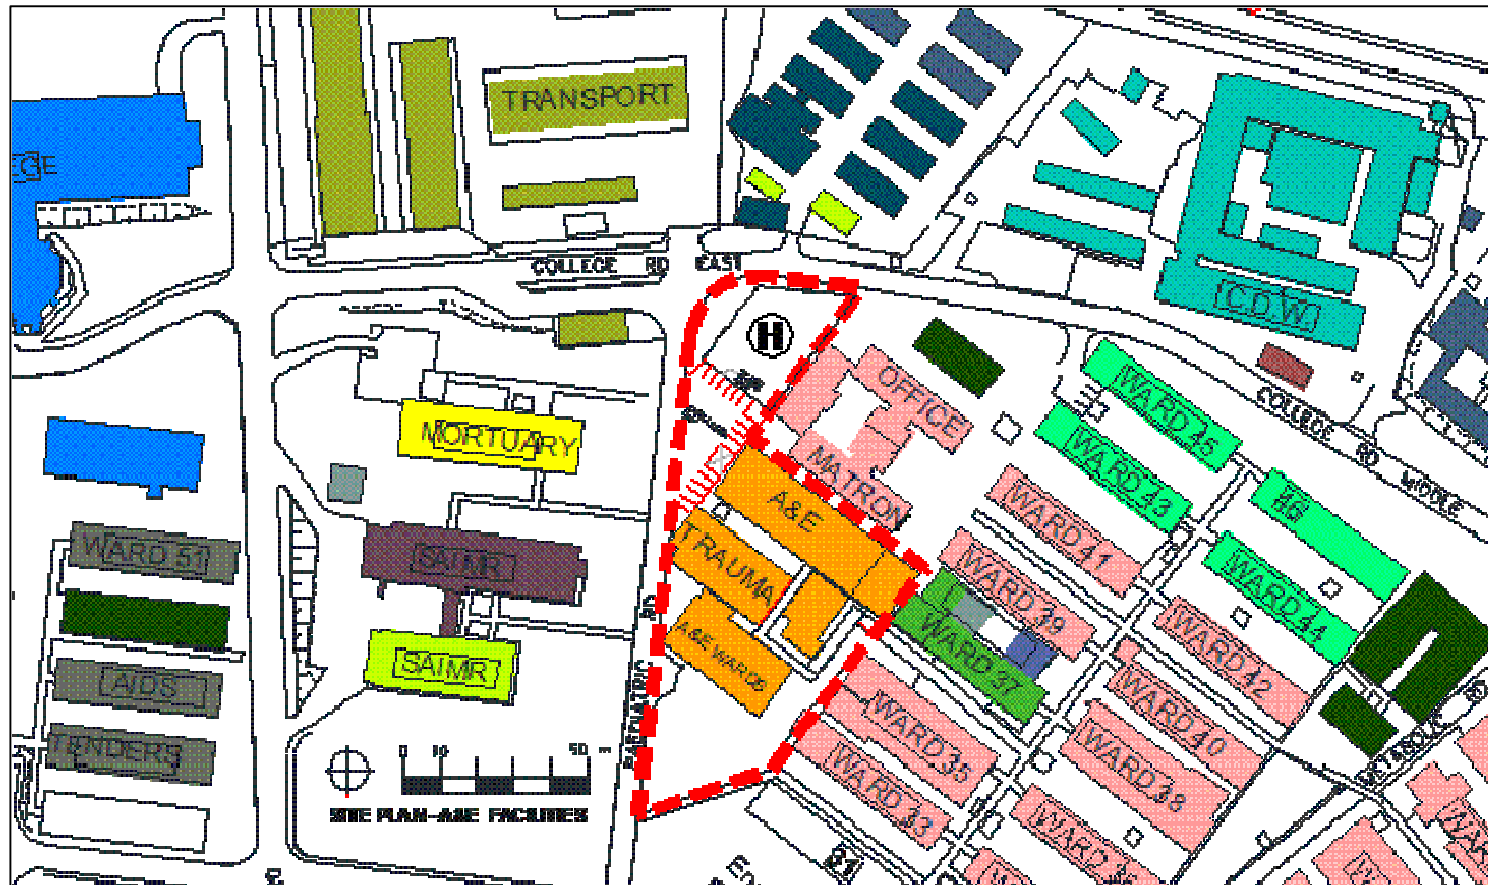 TRANSPORT
EGE
COLLEGE RD EAST
H
C.D.W.
OFFICE
MATRON
MORTUARY
WARD 45
WARD 43
COLLEGE RD MIDDLE
A&E
TRAUMA
A&E WARDS
WARD 41
WARD 39
WARD 37
WARD 44
WARD 42
WARD 40
WARD 38
WARD 35
WARD 33
WARD 51
SAIMR
SAIMR
AIDS
TENDERS
RD
0 10 50 m
SITE PLAN-A&E FACILITIES